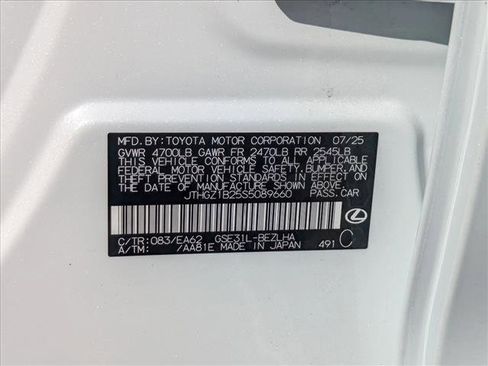 MFD. BY: TOYOTA MOTOR CORPORATION 07/25
GVWR 4700LB GAWR FR 2470LB RR 2545LB
THIS VEHICLE CONFORMS TO ALL APPLICABLE
FEDERAL MOTOR VEHICLE SAFETY, BUMPER, AND
THEFT PREVENTION STANDARDS IN EFFECT ON
THE DATE OF MANUFACTURE SHOWN ABOVE.
JTHGZ1B25S5089660 PASS. CAR
C/TR: 083/EA62 GSE31L-BEZLHA
A/TM: /AA81E MADE IN JAPAN 491 C